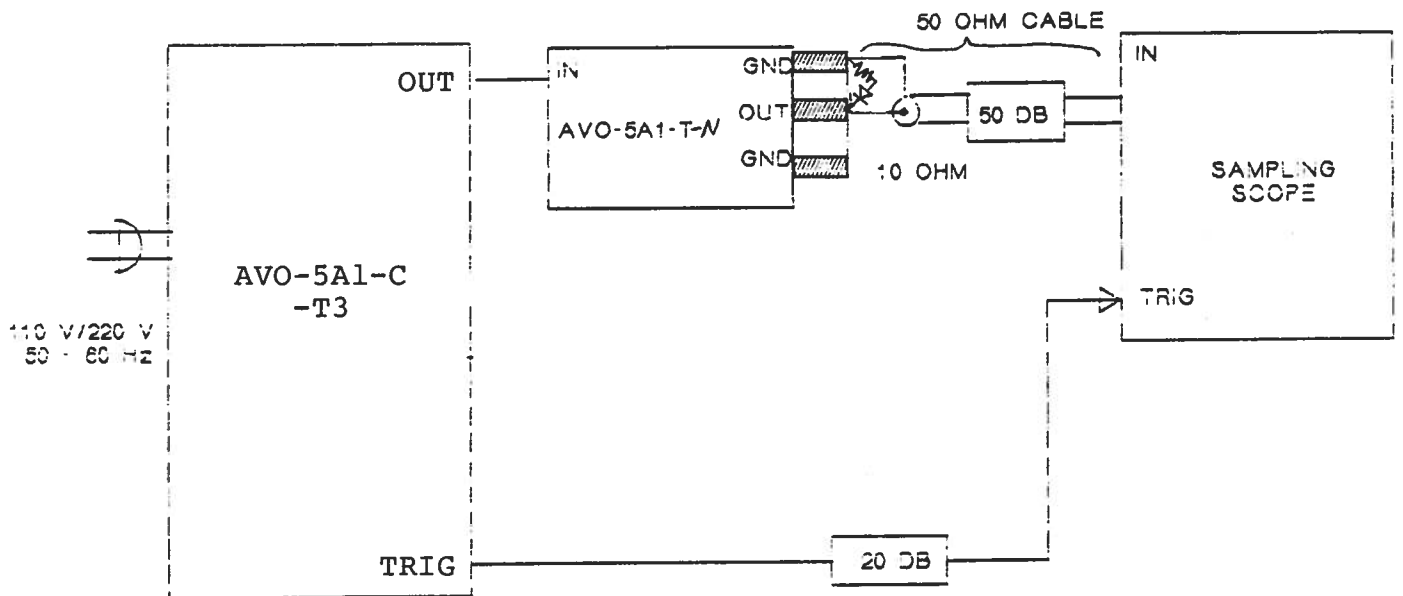 50 OHM CABLE
OUT
IN
GND
OUT
GND
AVO-5A1-T-N
10 OHM
50 DB
IN
SAMPLING
SCOPE
TRIG
AVO-5A1-C
-T3
110 V/220 V
50 - 60 Hz
TRIG
20 DB